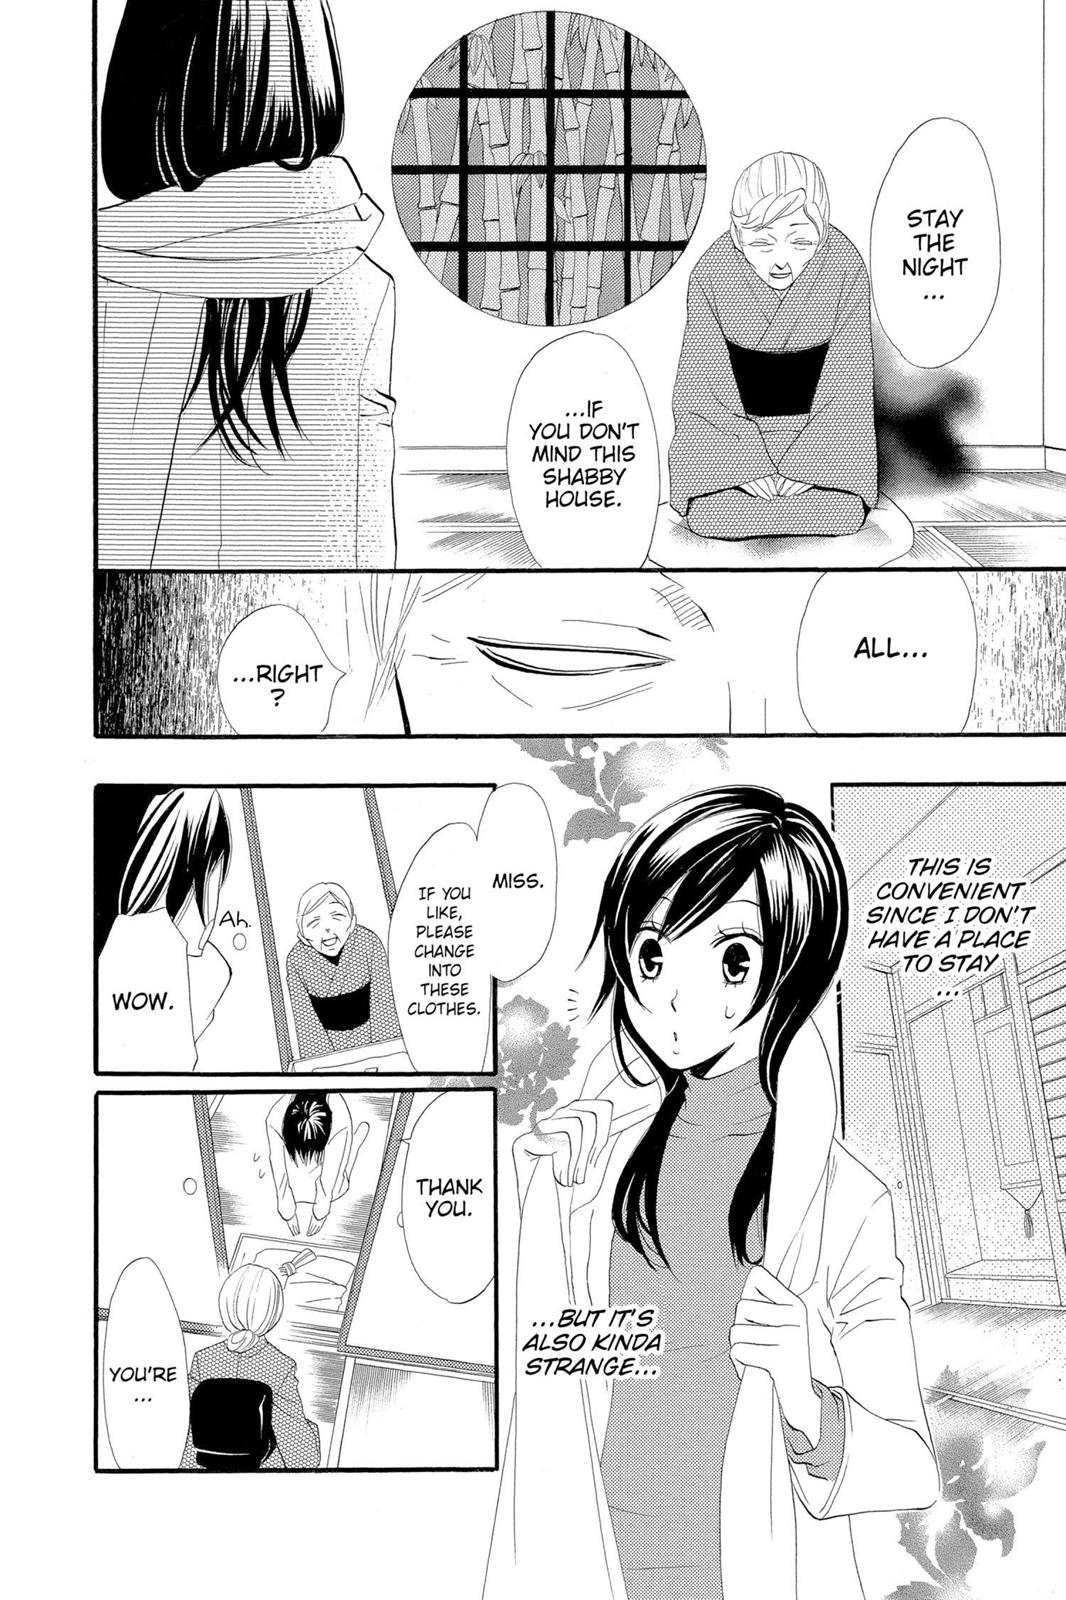 STAY
THE
NIGHT
...
...IF
YOU DON'T
MIND THIS
SHABBY
HOUSE.
ALL...
...RIGHT
?
THIS IS
CONVENIENT
SINCE I DON'T
HAVE A PLACE
TO STAY
...
...BUT IT'S
ALSO KINDA
STRANGE...
MISS.
IF YOU
LIKE,
PLEASE
CHANGE
INTO
THESE
CLOTHES.
Ah.
WOW.
THANK
YOU.
YOU'RE
...